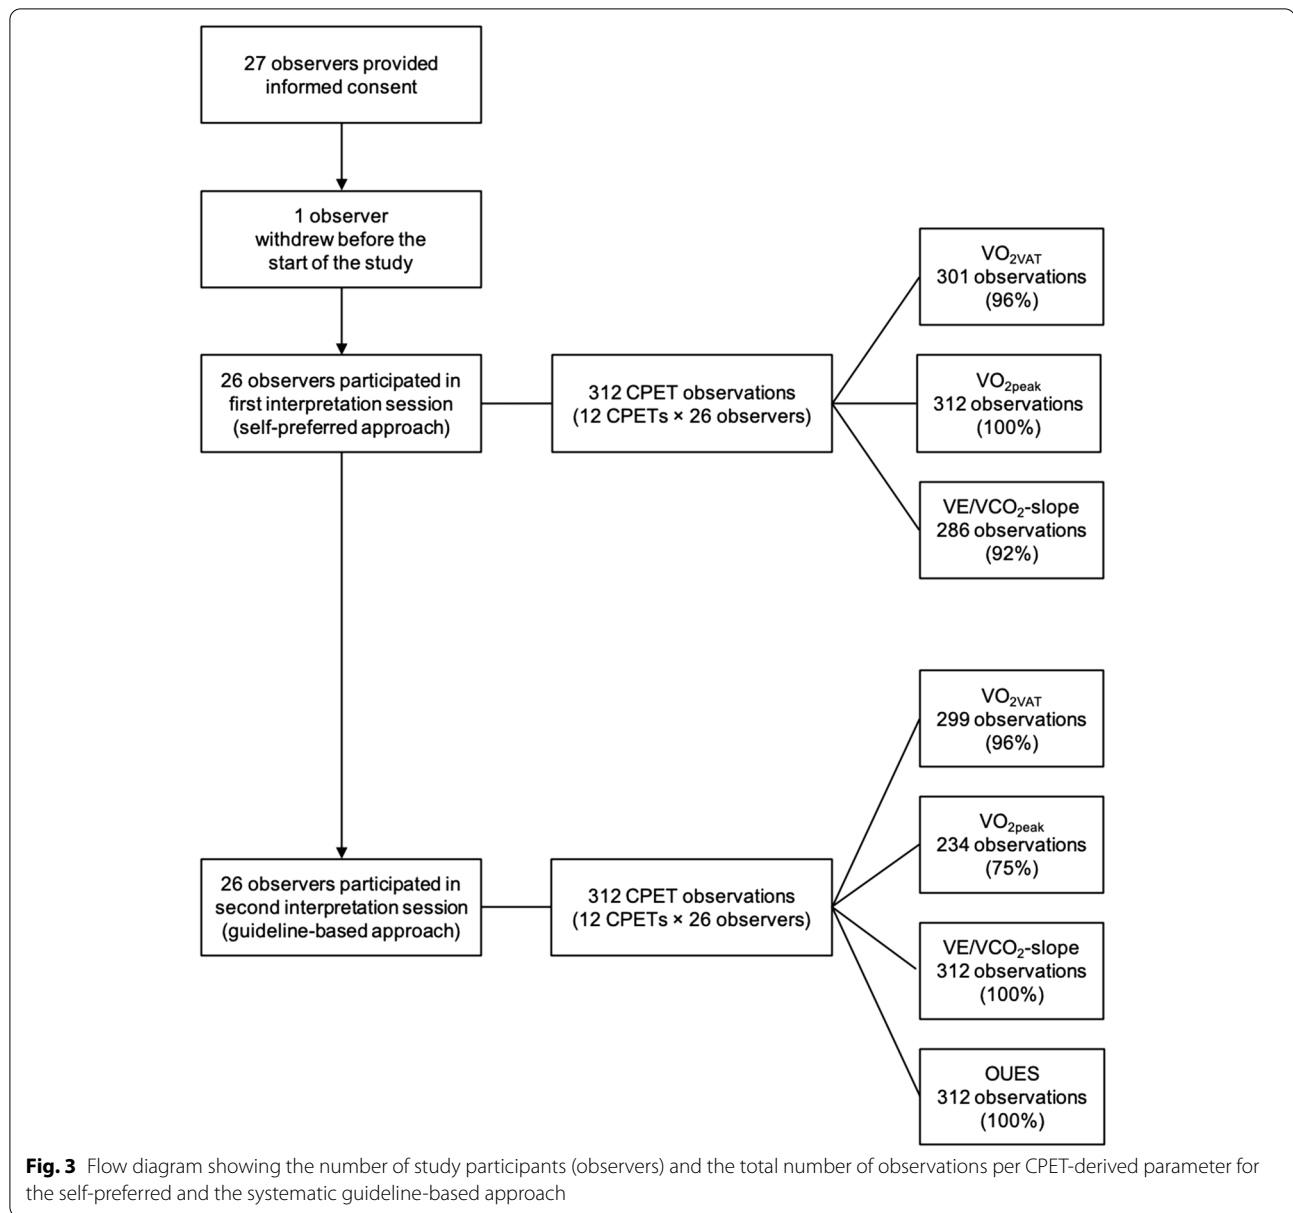 27 observers provided
informed consent
1 observer
withdrew before the
start of the study
26 observers participated in
first interpretation session
(self-preferred approach)
312 CPET observations
(12 CPETs × 26 observers)
VO₂VAT
301 observations
(96%)
VO₂peak
312 observations
(100%)
VE/VCO₂-slope
286 observations
(92%)
26 observers participated in
second interpretation session
(guideline-based approach)
312 CPET observations
(12 CPETs × 26 observers)
VO₂VAT
299 observations
(96%)
VO₂peak
234 observations
(75%)
VE/VCO₂-slope
312 observations
(100%)
OUES
312 observations
(100%)
Fig. 3 Flow diagram showing the number of study participants (observers) and the total number of observations per CPET-derived parameter for
the self-preferred and the systematic guideline-based approach